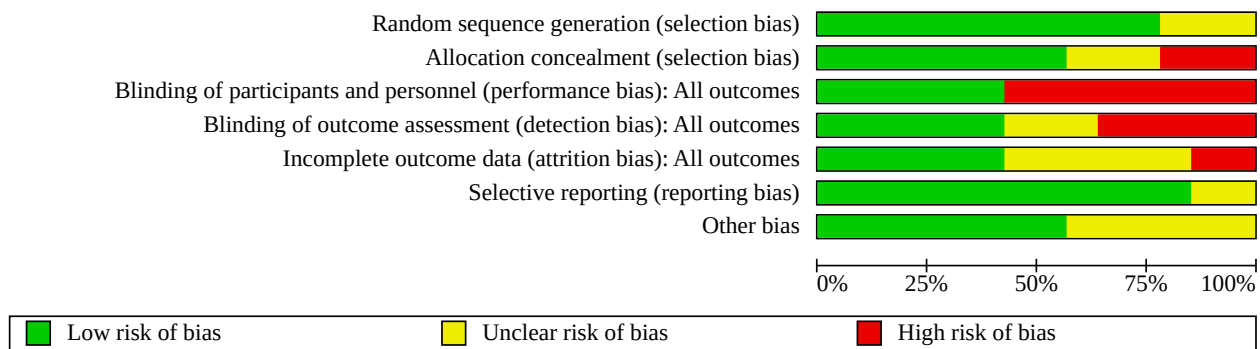 Random sequence generation (selection bias)
Allocation concealment (selection bias)
Blinding of participants and personnel (performance bias): All outcomes
Blinding of outcome assessment (detection bias): All outcomes
Incomplete outcome data (attrition bias): All outcomes
Selective reporting (reporting bias)
Other bias
0% 25% 50% 75% 100%
Low risk of bias Unclear risk of bias High risk of bias